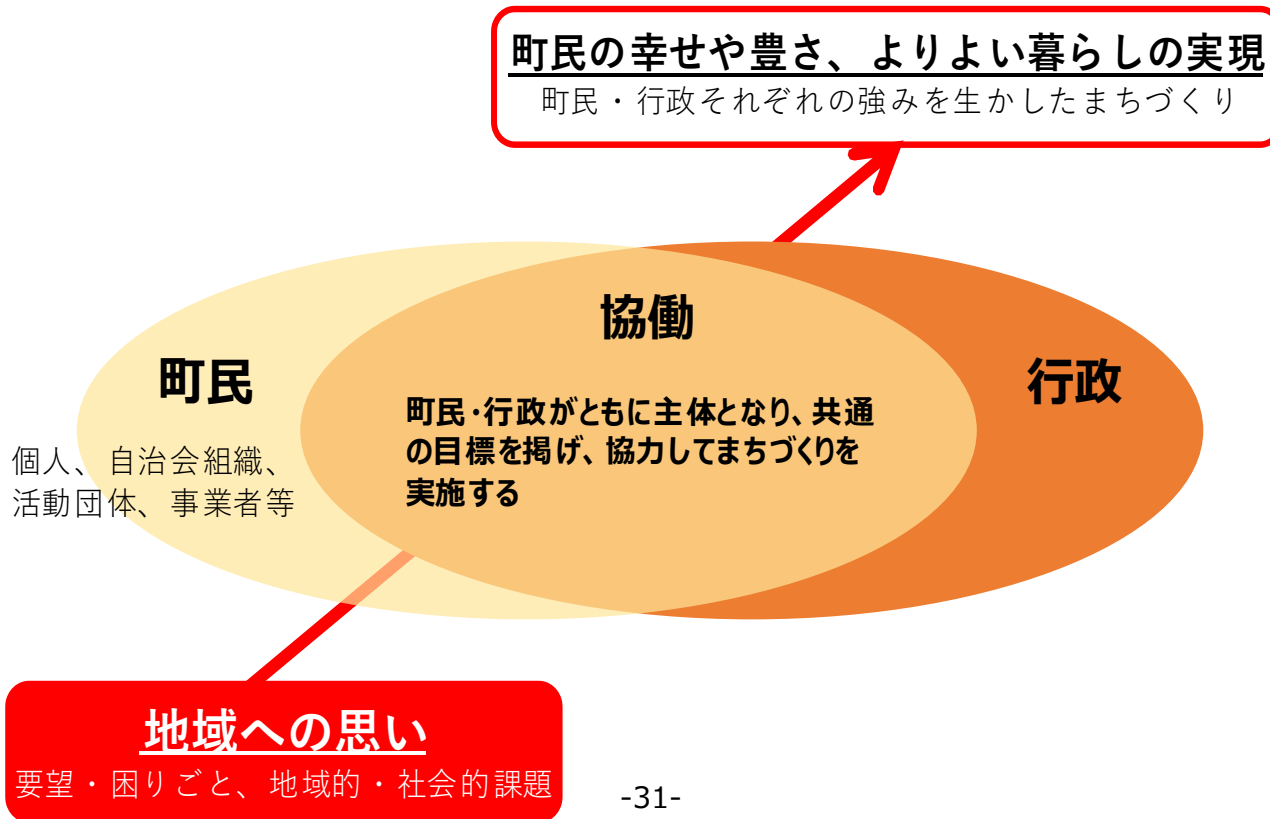 町民の幸せや豊さ、よりよい暮らしの実現
町民・行政それぞれの強みを生かしたまちづくり
協働
町民
行政
町民・行政がともに主体となり、共通
の目標を掲げ、協力してまちづくりを
実施する
個人、自治会組織、
活動団体、事業者等
地域への思い
要望・困りごと、地域的・社会的課題
-31-